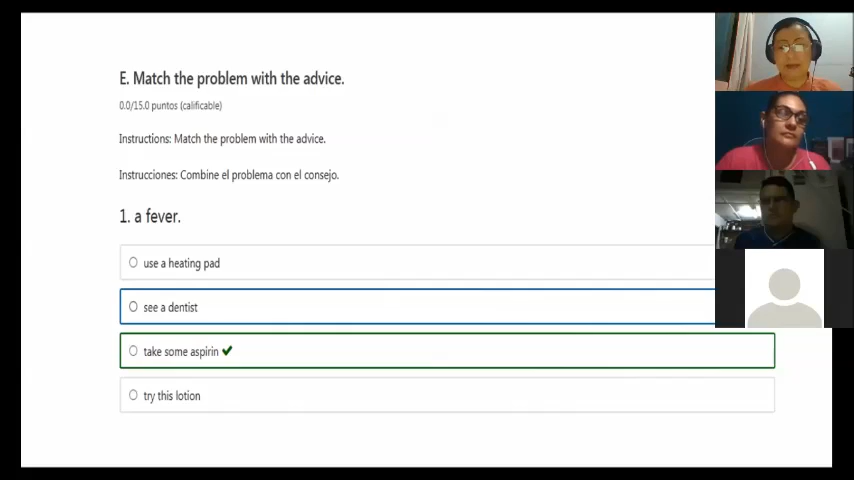 E. Match the problem with the advice.
0.0/15.0 puntos (calificable)
Instructions: Match the problem with the advice.
Instrucciones: Combine el problema con el consejo.
1. a fever.
use a heating pad
see a dentist
take some aspirin ✔
try this lotion